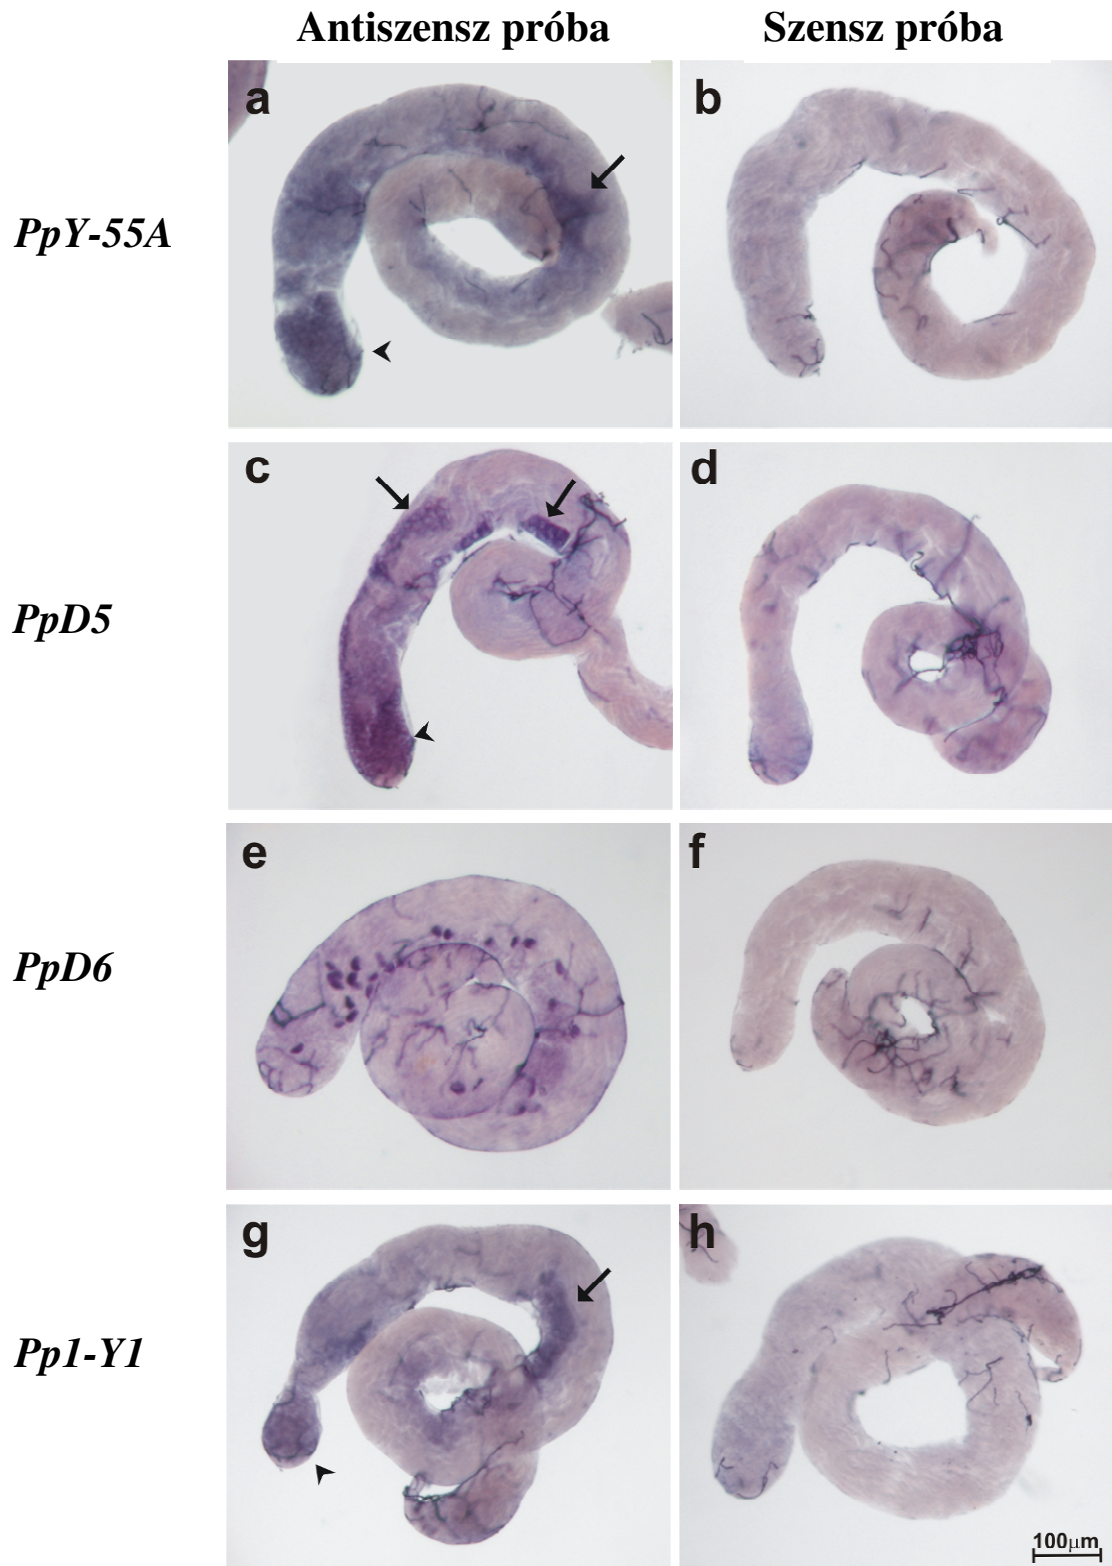 Antiszensz próba Szensz próba
a b
PpY-55A
c d
PpD5
e f
PpD6
g h
Pp1-Y1
100µm